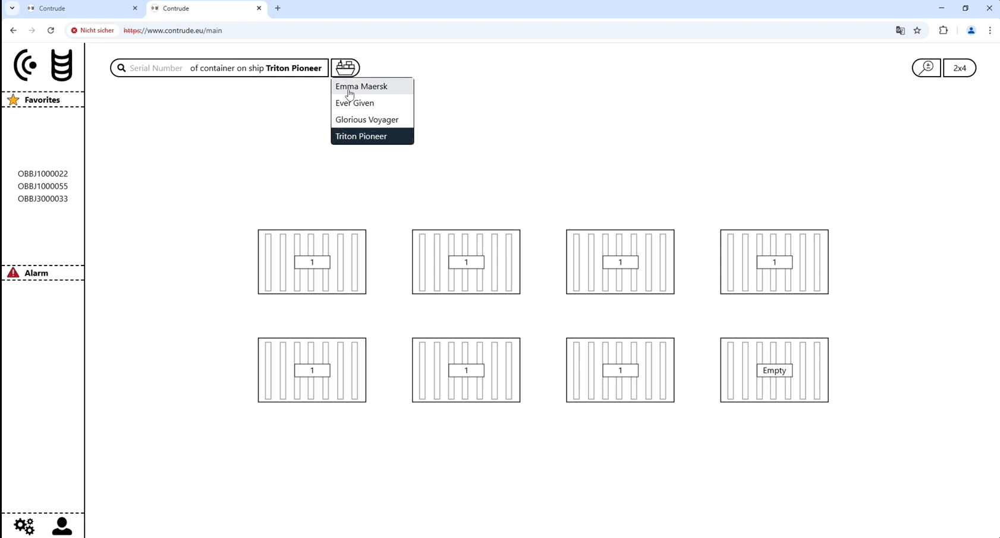 Contrude
Contrude
Nicht sicher https://www.contrude.eu/main
Serial Number of container on ship Triton Pioneer
2x4
Emma Maersk
Ever Given
Glorious Voyager
Triton Pioneer
Favorites
OBBJ1000022
OBBJ1000055
OBBJ3000033
Alarm
1 1 1 1
1 1 1 Empty